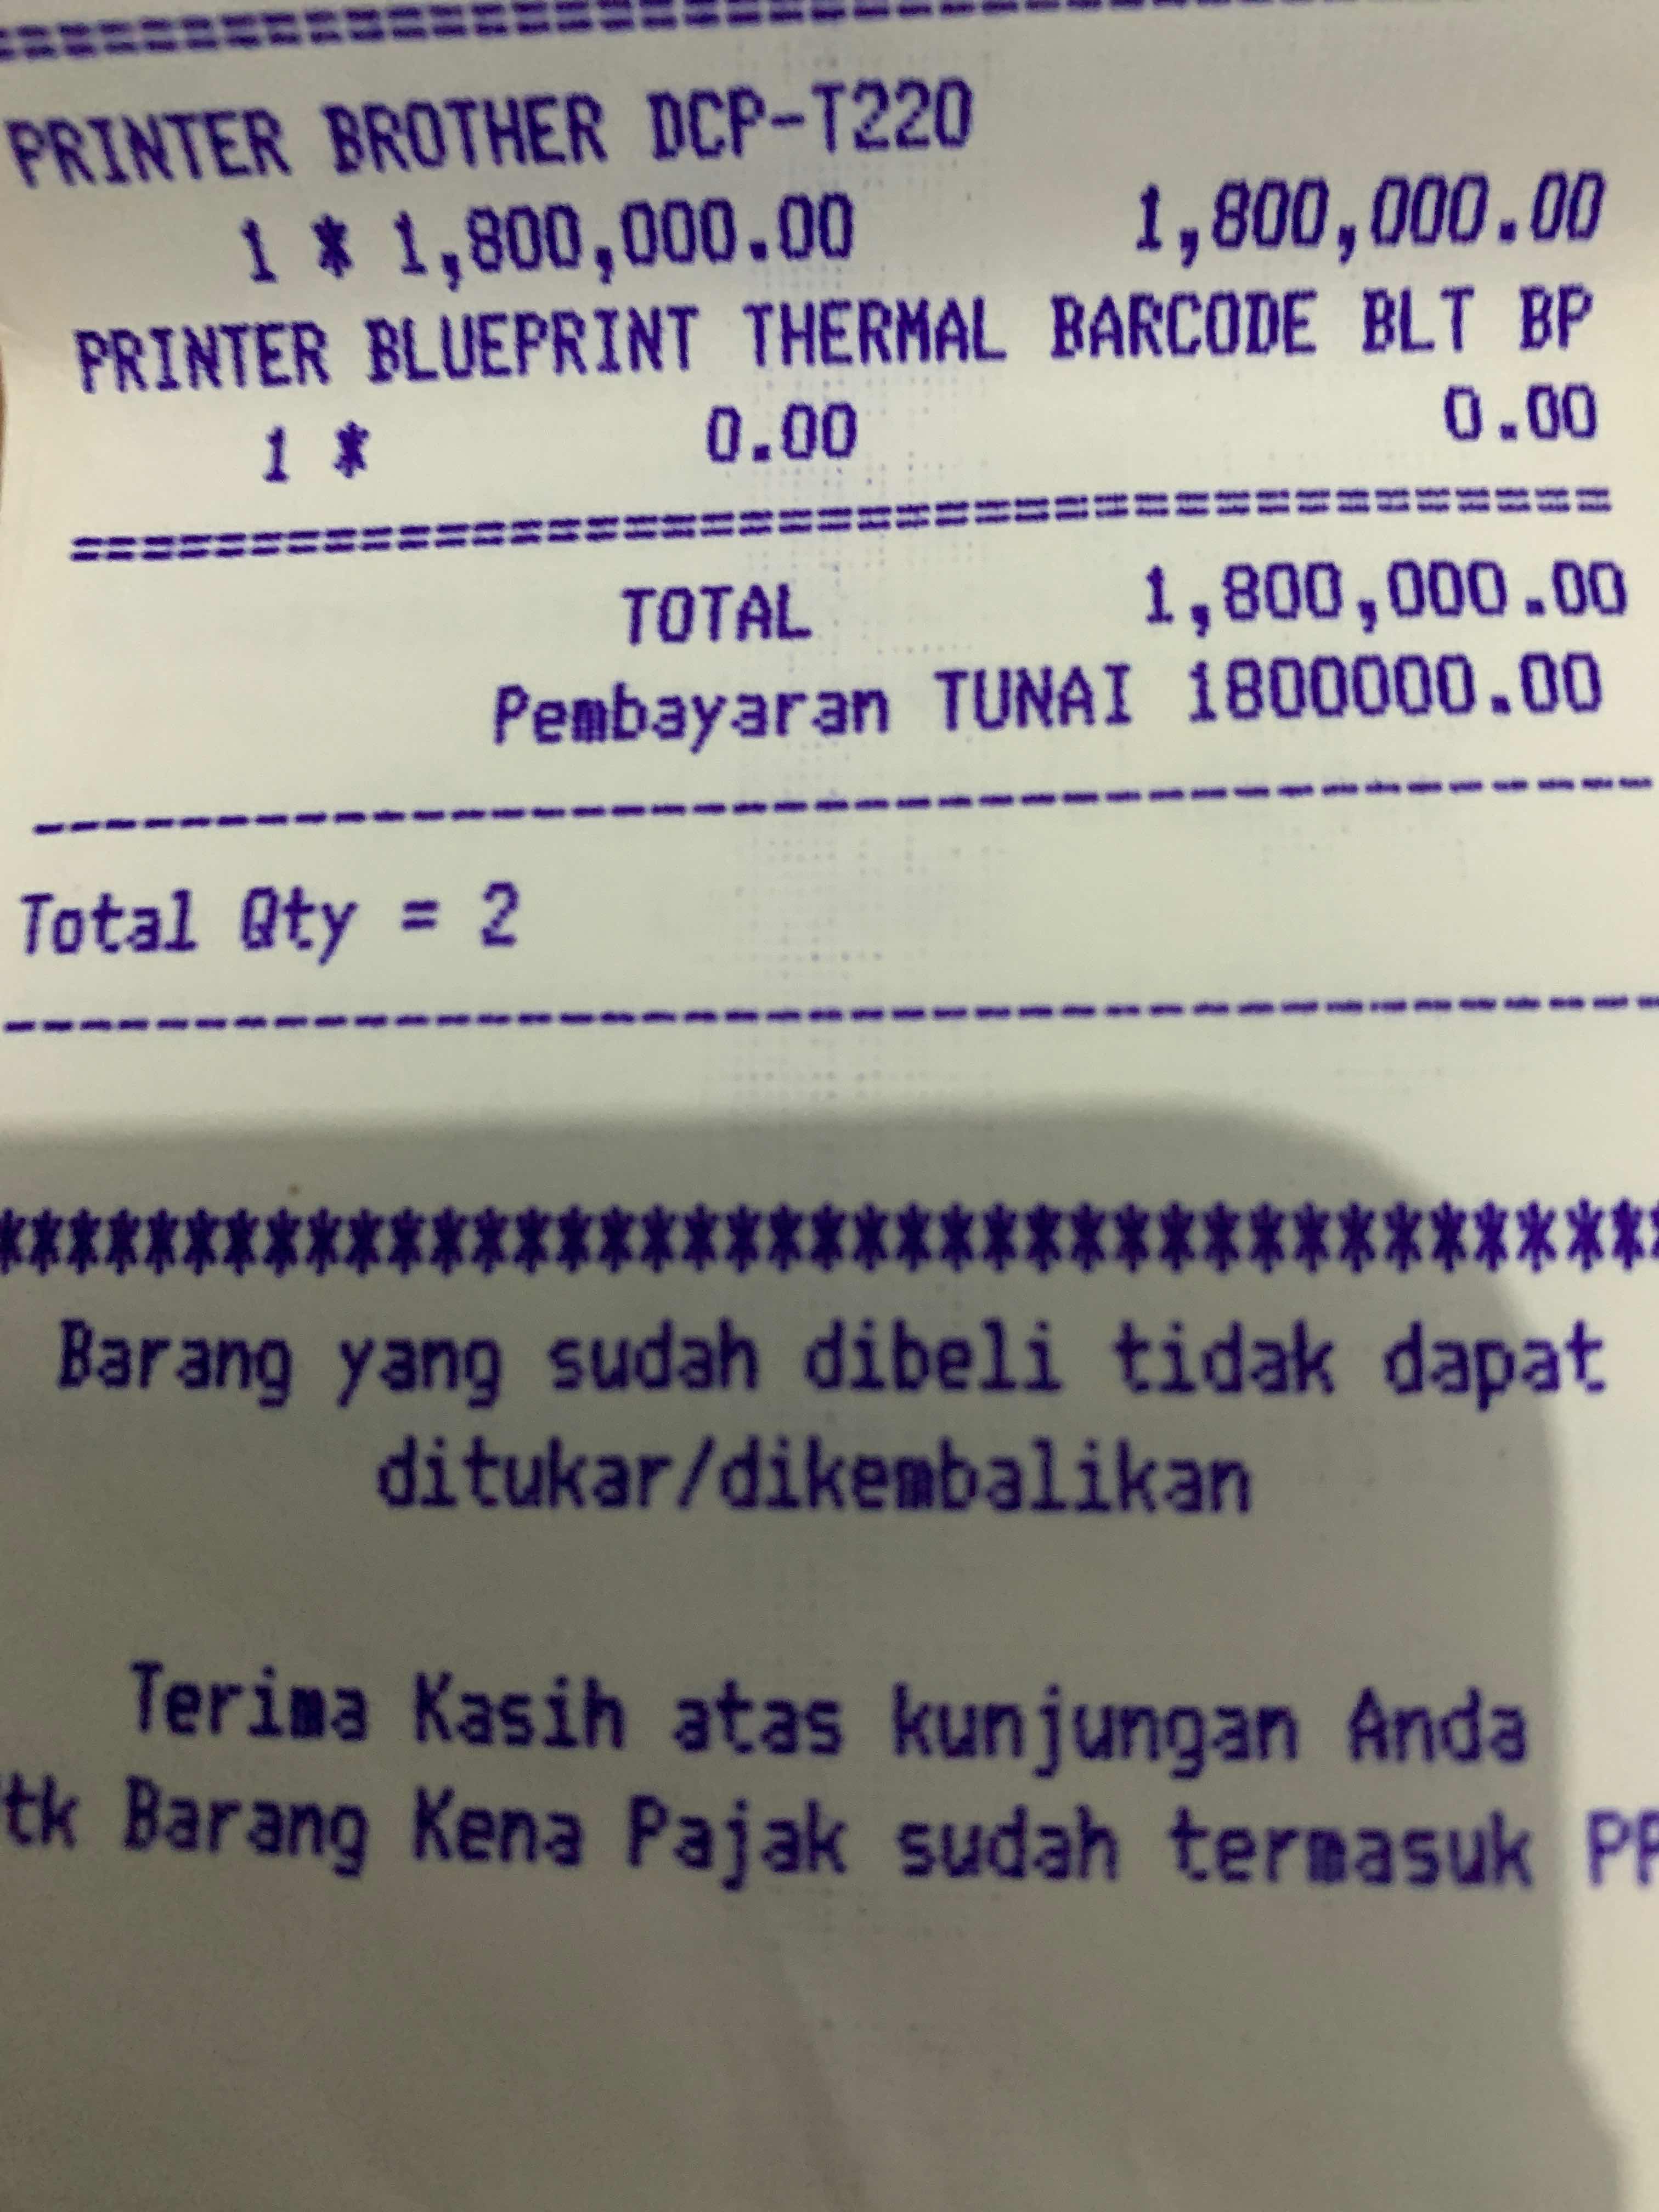 ================================================
PRINTER BROTHER DCP-T220
1 * 1,800,000.00 1,800,000.00
PRINTER BLUEPRINT THERMAL BARCODE BLT BP
1 * 0.00 0.00
========================================
TOTAL 1,800,000.00
Pembayaran TUNAI 1800000.00
----------------------------------------
Total Qty = 2
----------------------------------------
****************************************
Barang yang sudah dibeli tidak dapat
ditukar/dikembalikan
Terima Kasih atas kunjungan Anda
tk Barang Kena Pajak sudah termasuk PP